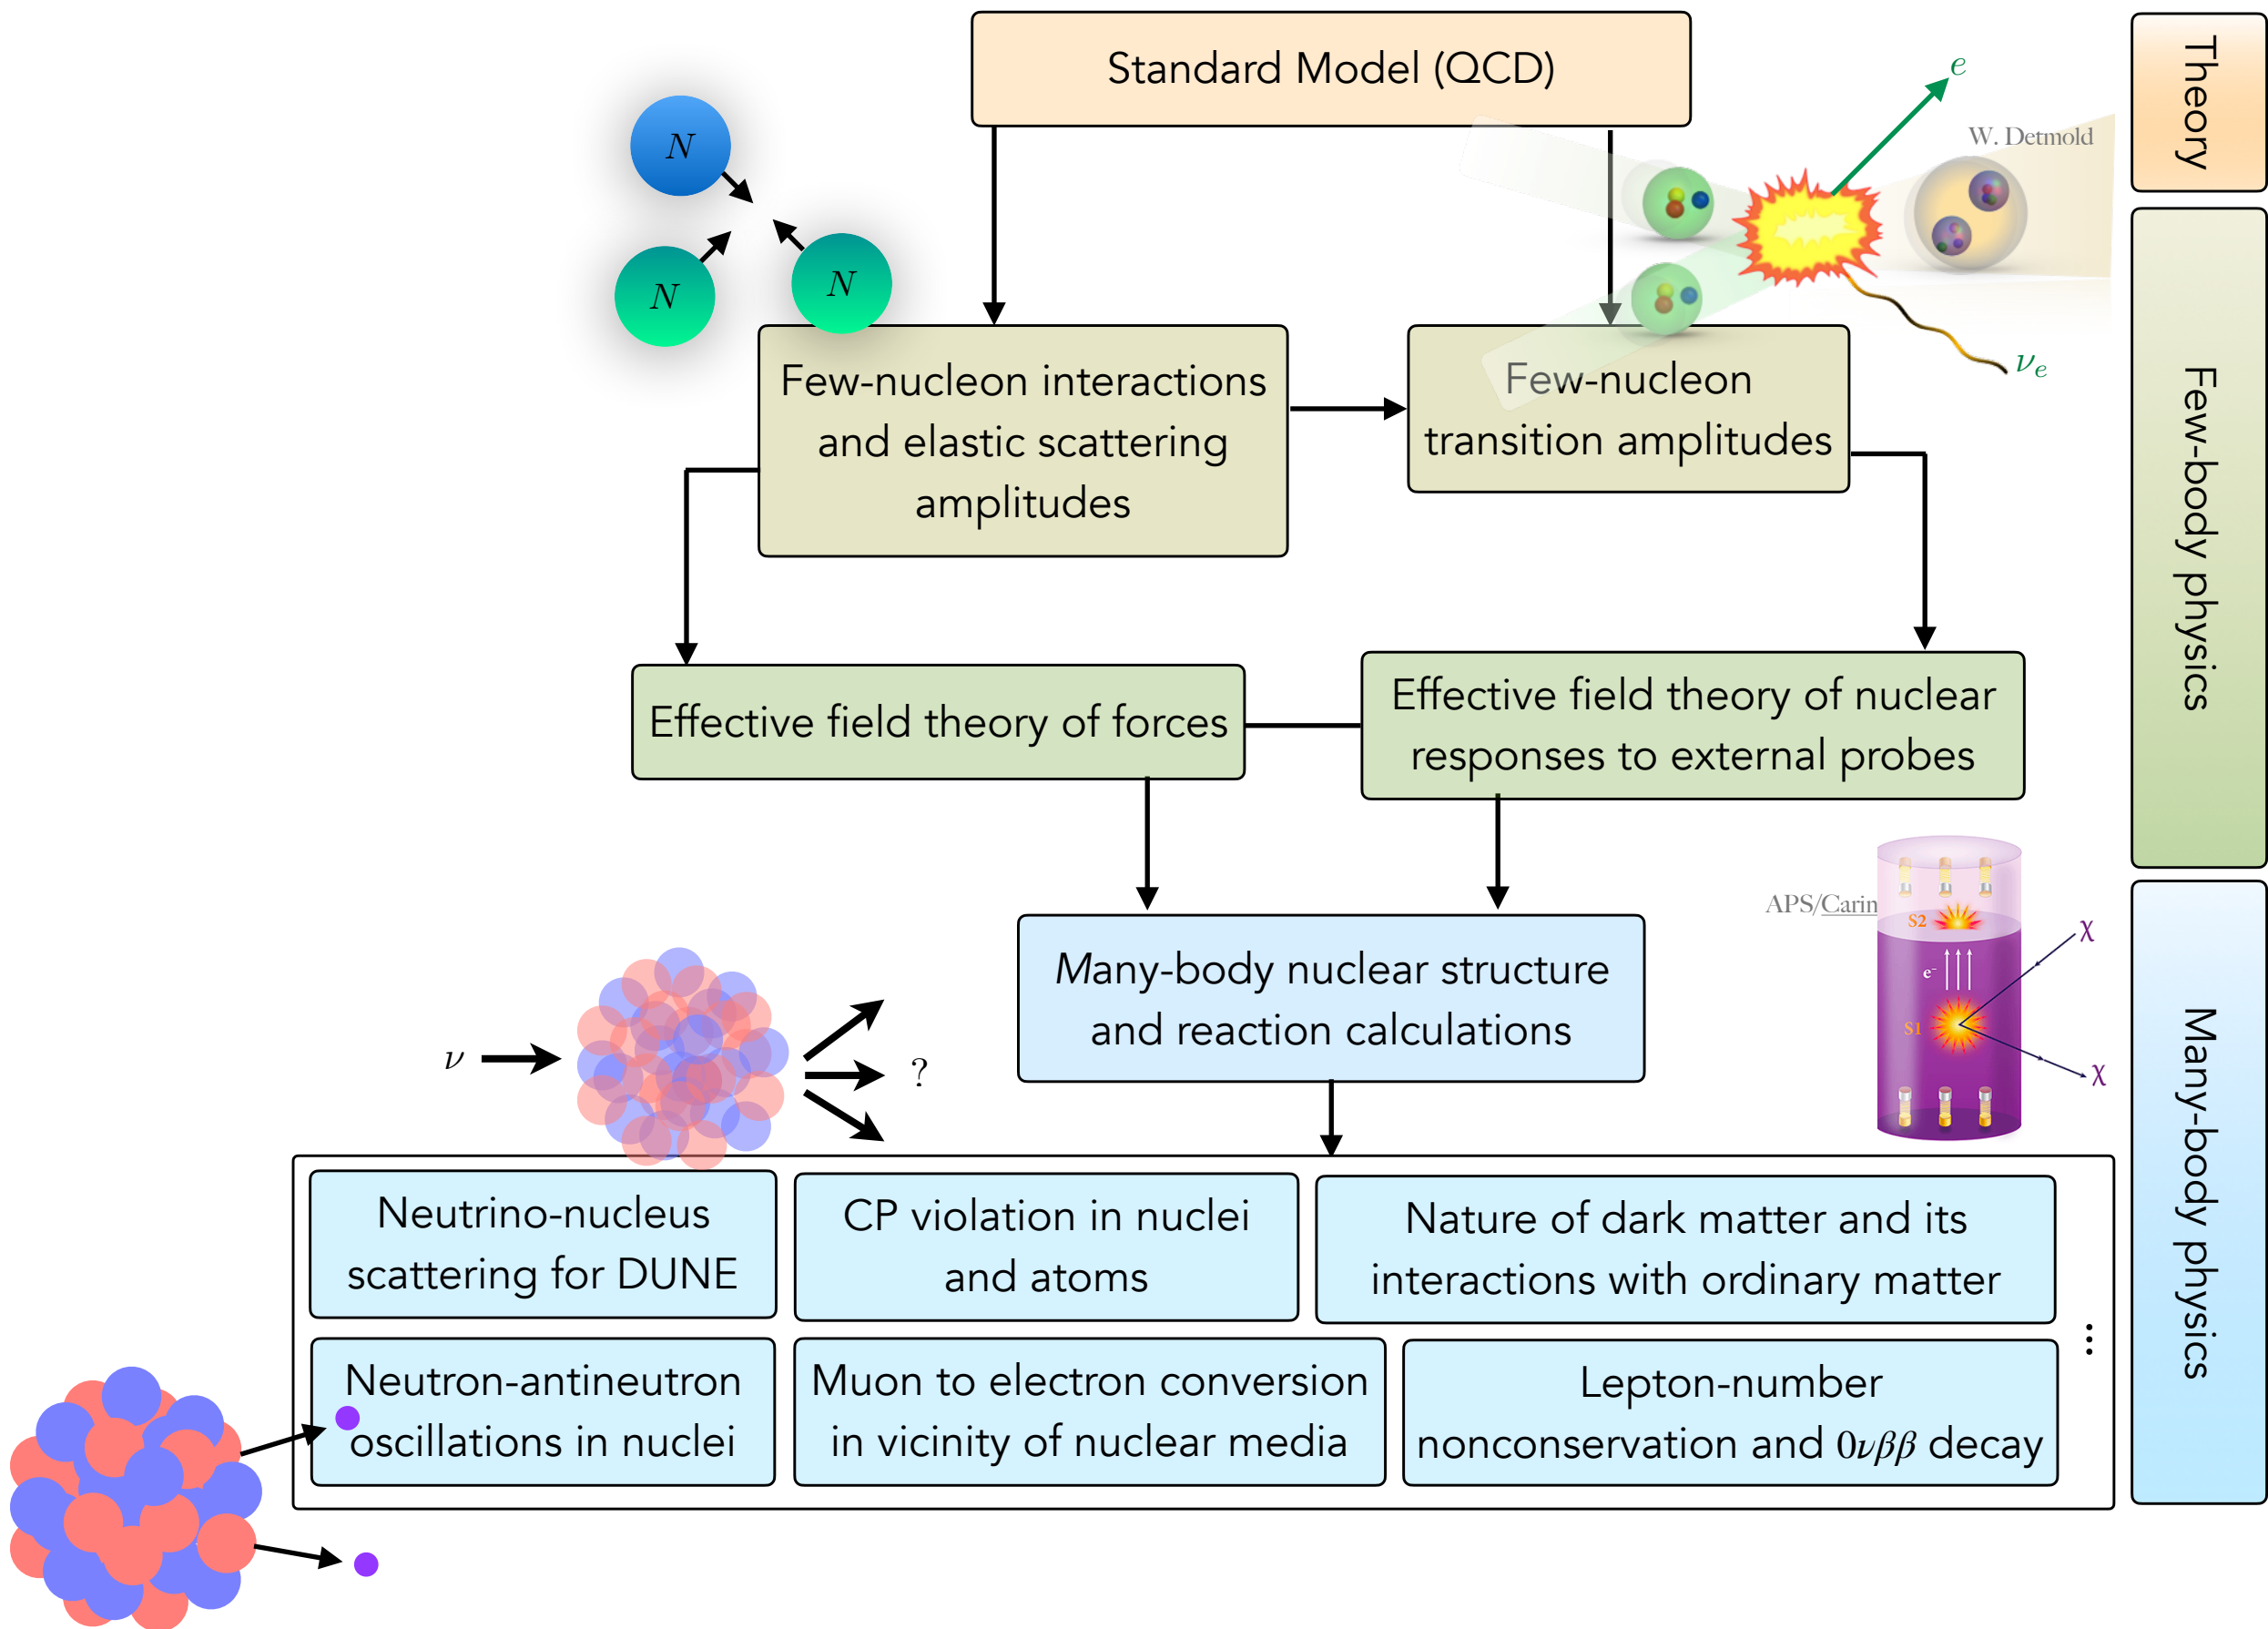 Standard Model (QCD)
Theory
e
W. Detmold
N
N
N
ν_e
Few-nucleon interactions
and elastic scattering
amplitudes
Few-nucleon
transition amplitudes
Few-body physics
Effective field theory of forces
Effective field theory of nuclear
responses to external probes
APS/Carin
S2
e⁻
S1
χ
χ
Many-body nuclear structure
and reaction calculations
ν
?
Many-body physics
Neutrino-nucleus
scattering for DUNE
CP violation in nuclei
and atoms
Nature of dark matter and its
interactions with ordinary matter
⋮
Neutron-antineutron
oscillations in nuclei
Muon to electron conversion
in vicinity of nuclear media
Lepton-number
nonconservation and 0νββ decay